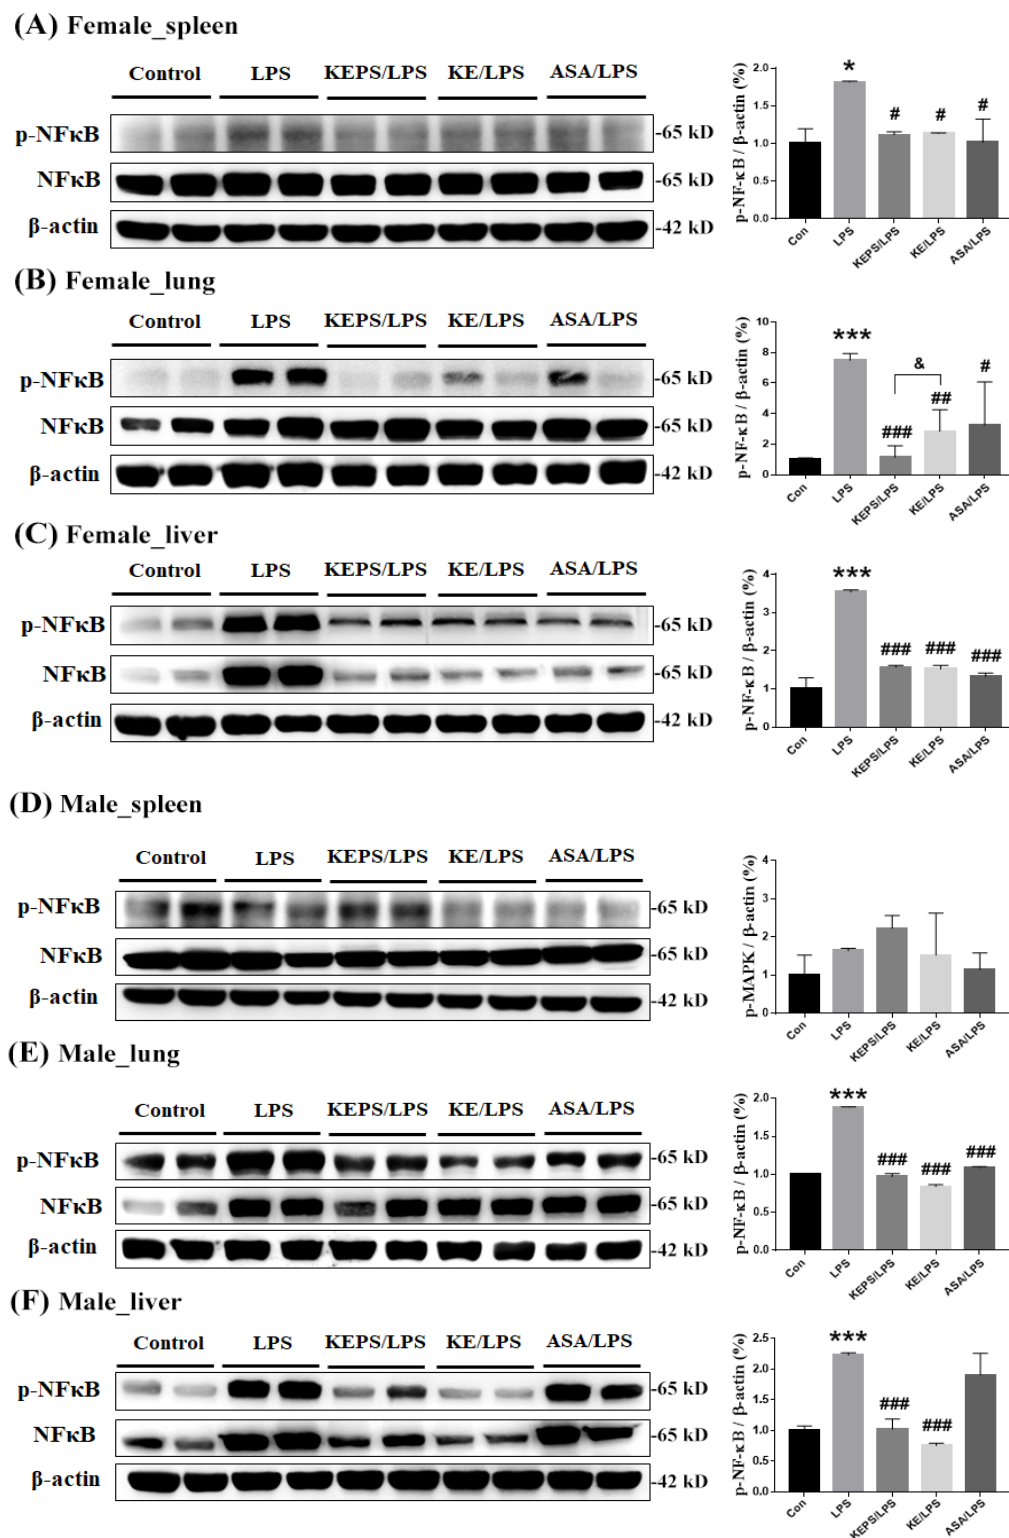 (A) Female_spleen
Control LPS KEPS/LPS KE/LPS ASA/LPS
p-NFκB -65 kD
NFκB -65 kD
β-actin -42 kD
p-NF-κB / β-actin (%)
2.0
1.5
1.0
0.5
0.0
* # # #
Con LPS KEPS/LPS KE/LPS ASA/LPS
(B) Female_lung
Control LPS KEPS/LPS KE/LPS ASA/LPS
p-NFκB -65 kD
NFκB -65 kD
β-actin -42 kD
p-NF-κB / β-actin (%)
10
8
6
4
2
0
*** ### & ## #
Con LPS KEPS/LPS KE/LPS ASA/LPS
(C) Female_liver
Control LPS KEPS/LPS KE/LPS ASA/LPS
p-NFκB -65 kD
NFκB -65 kD
β-actin -42 kD
p-NF-κB / β-actin (%)
4
3
2
1
0
*** ### ### ###
Con LPS KEPS/LPS KE/LPS ASA/LPS
(D) Male_spleen
Control LPS KEPS/LPS KE/LPS ASA/LPS
p-NFκB -65 kD
NFκB -65 kD
β-actin -42 kD
p-MAPK / β-actin (%)
4
3
2
1
0
Con LPS KEPS/LPS KE/LPS ASA/LPS
(E) Male_lung
Control LPS KEPS/LPS KE/LPS ASA/LPS
p-NFκB -65 kD
NFκB -65 kD
β-actin -42 kD
p-NF-κB / β-actin (%)
2.0
1.5
1.0
0.5
0.0
*** ### ### ###
Con LPS KEPS/LPS KE/LPS ASA/LPS
(F) Male_liver
Control LPS KEPS/LPS KE/LPS ASA/LPS
p-NFκB -65 kD
NFκB -65 kD
β-actin -42 kD
p-NF-κB / β-actin (%)
2.5
2.0
1.5
1.0
0.5
0.0
*** ### ###
Con LPS KEPS/LPS KE/LPS ASA/LPS